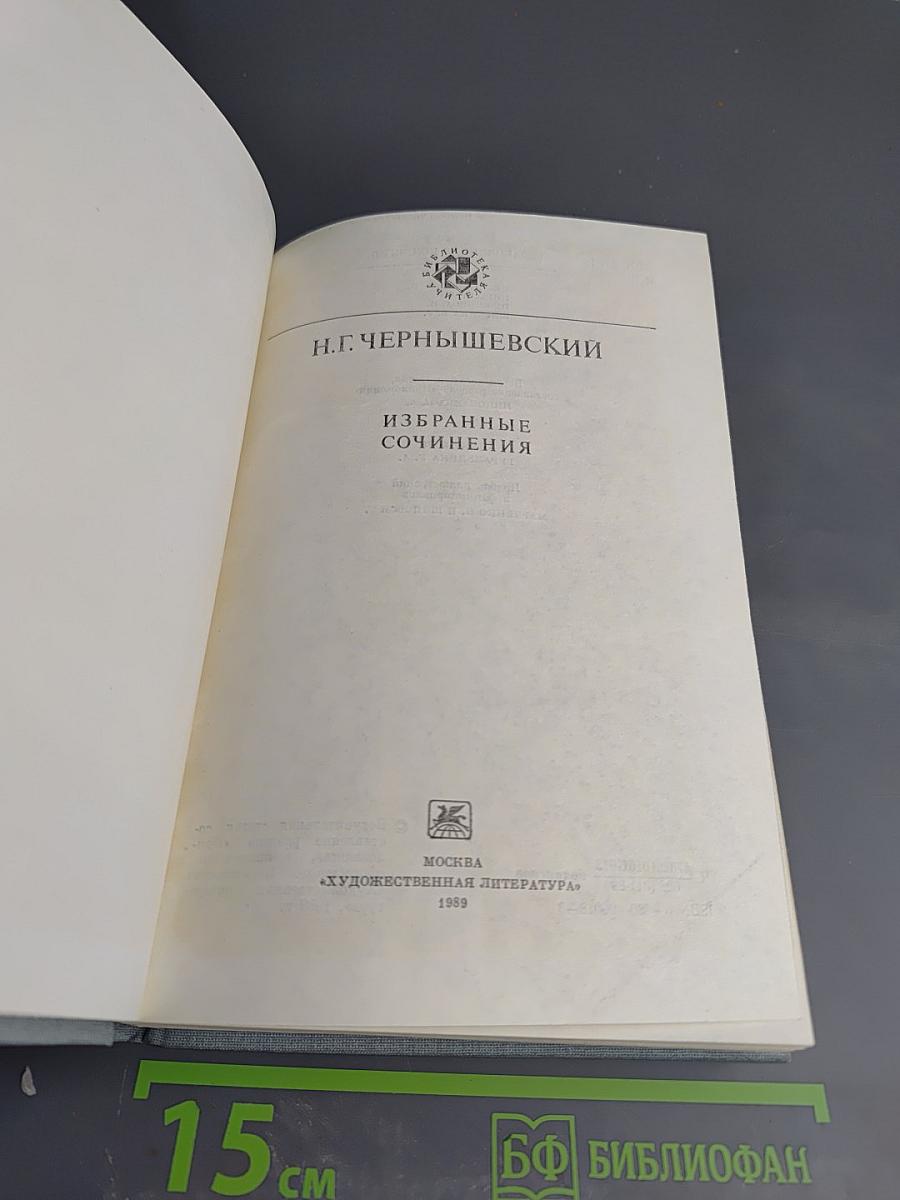 БИБЛИОТЕКА
УЧИТЕЛЯ
Н.Г. ЧЕРНЫШЕВСКИЙ
ИЗБРАННЫЕ
СОЧИНЕНИЯ
МОСКВА
«ХУДОЖЕСТВЕННАЯ ЛИТЕРАТУРА»
1989
15 см
БФ БИБЛИОФАН